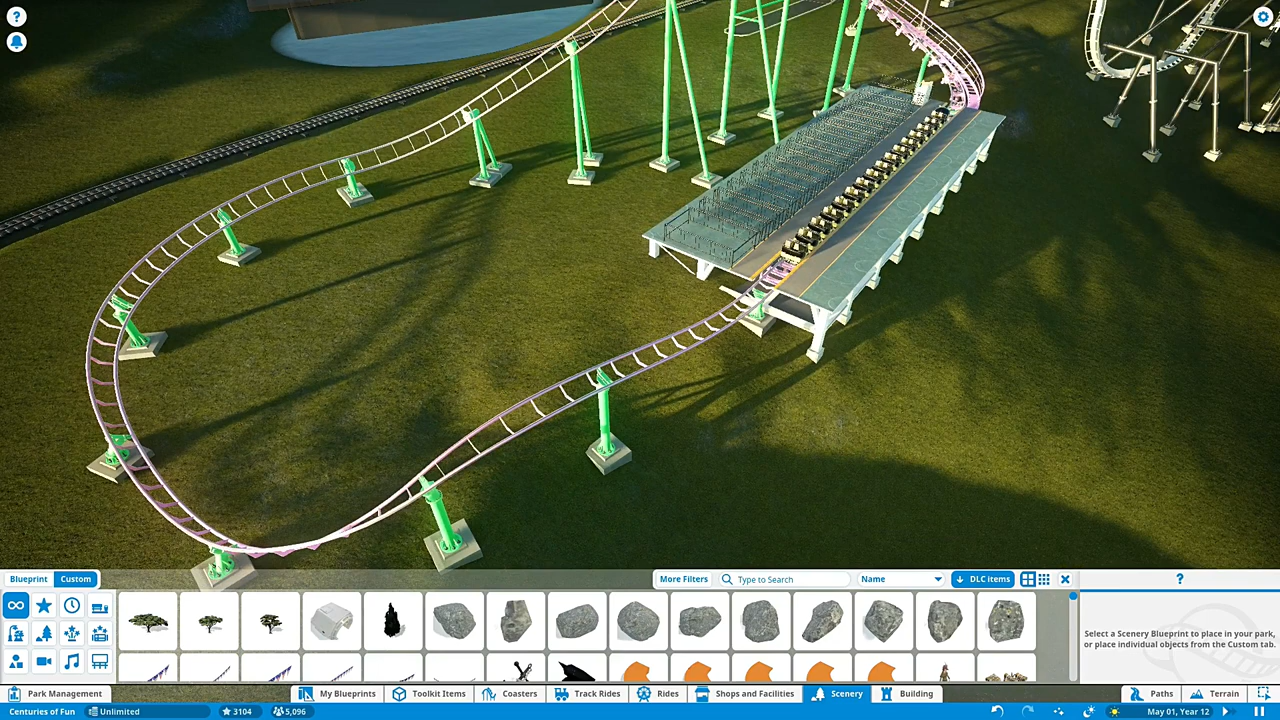 ?
Blueprint Custom More Filters Type to Search Name DLC items ?
Select a Scenery Blueprint to place in your park,
or place individual objects from the Custom tab.
Park Management My Blueprints Toolkit Items Coasters Track Rides Rides Shops and Facilities Scenery Building Paths Terrain
Centuries of Fun Unlimited 3104 5,096 May 01, Year 12